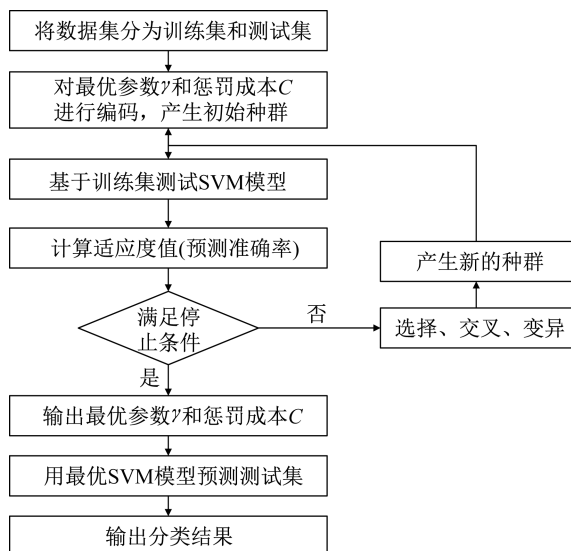 将数据集分为训练集和测试集
对最优参数γ和惩罚成本C
进行编码，产生初始种群
基于训练集测试SVM模型
计算适应度值(预测准确率)
产生新的种群
满足停
止条件
否
选择、交叉、变异
是
输出最优参数γ和惩罚成本C
用最优SVM模型预测测试集
输出分类结果